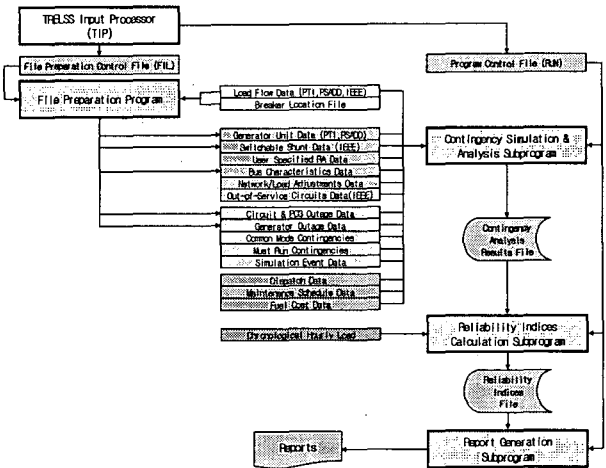 TRELSS Input Processor
(TIP)
File Preparation Control File (FIL)
Program Control File (RUN)
File Preparation Program
Load Flow Data (PTI,PSADD,IEEE)
Breaker Location File
Generator Unit Data (PTI,PSADD)
Switchable Shunt Data (IEEE)
User Specified RA Data
Bus Characteristics Data
Network/Load Adjustments Data
Out-of-Service Circuits Data(IEEE)
Contingency Simulation &
Analysis Subprogram
Circuit & PCG Outage Data
Generator Outage Data
Common Mode Contingencies
Must Run Contingencies
Simulation Event Data
Contingency
Analysis
Results File
Dispatch Data
Maintenance Schedule Data
Fuel Cost Data
Chronological Hourly Load
Reliability Indices
Calculation Subprogram
Reliability
Indices
File
Reports
Report Generation
Subprogram